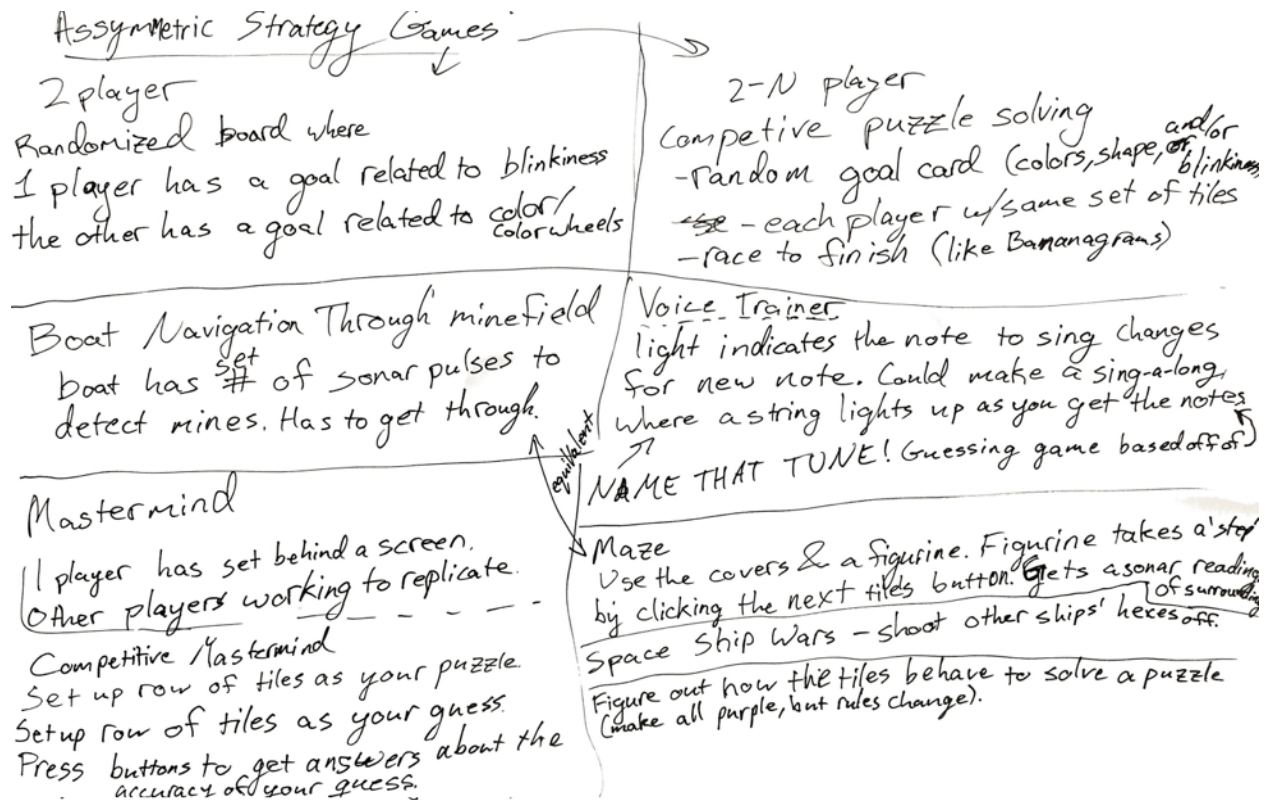 Assymetric Strategy Games
2 player
Randomized board where
1 player has a goal related to blinkiness
the other has a goal related to color/
colorwheels
2-N player
Competive puzzle solving
-random goal card (colors, shape, and/or
blinkiness
- each player w/same set of tiles
-race to finish (like Bananagrams)
Boat Navigation Through minefield
boat has set # of sonar pulses to
detect mines. Has to get through.
equivalent
Voice Trainer
light indicates the note to sing changes
for new note. Could make a sing-a-long,
where a string lights up as you get the notes
NAME THAT TUNE! Guessing game based off of
Mastermind
1 player has set behind a screen.
Other players working to replicate.
Competitive Mastermind
Set up row of tiles as your puzzle.
Setup row of tiles as your guess.
Press buttons to get answers about the
accuracy of your guess.
Maze
Use the covers & a figurine. Figurine takes a 'step'
by clicking the next tiles button. Gets a sonar reading
of surrounding
Space Ship Wars - shoot other ships' hexes off.
Figure out how the tiles behave to solve a puzzle
(make all purple, but rules change).